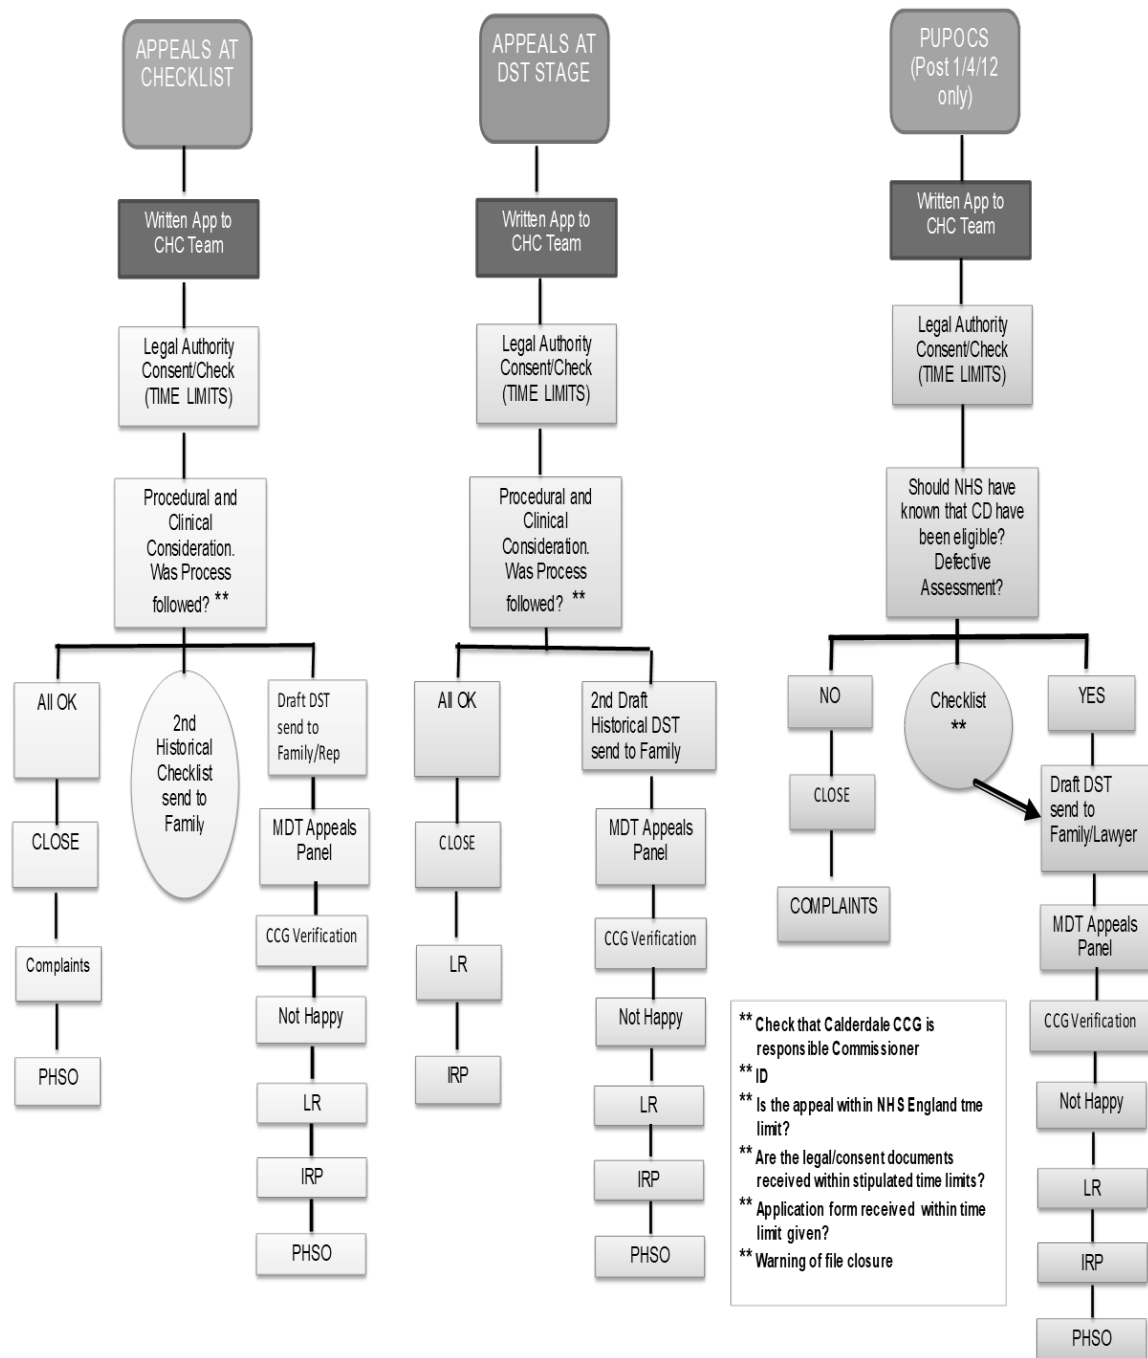 APPEALS AT
CHECKLIST
Written App to
CHC Team
Legal Authority
Consent/Check
(TIME LIMITS)
Procedural and
Clinical
Consideration.
Was Process
followed? **
All OK
CLOSE
Complaints
PHSO
2nd
Historical
Checklist
send to
Family
Draft DST
send to
Family/Rep
MDT Appeals
Panel
CCG Verification
Not Happy
LR
IRP
PHSO
APPEALS AT
DST STAGE
Written App to
CHC Team
Legal Authority
Consent/Check
(TIME LIMITS)
Procedural and
Clinical
Consideration.
Was Process
followed? **
All OK
CLOSE
LR
IRP
2nd Draft
Historical DST
send to Family
MDT Appeals
Panel
CCG Verification
Not Happy
LR
IRP
PHSO
PUPOCS
(Post 1/4/12
only)
Written App to
CHC Team
Legal Authority
Consent/Check
(TIME LIMITS)
Should NHS have
known that CD have
been eligible?
Defective
Assessment?
NO
CLOSE
COMPLAINTS
Checklist
**
YES
Draft DST
send to
Family/Lawyer
MDT Appeals
Panel
CCG Verification
Not Happy
LR
IRP
PHSO
** Check that Calderdale CCG is
responsible Commissioner
** ID
** Is the appeal within NHS England tme
limit?
** Are the legal/consent documents
received within stipulated time limits?
** Application form received within time
limit given?
** Warning of file closure